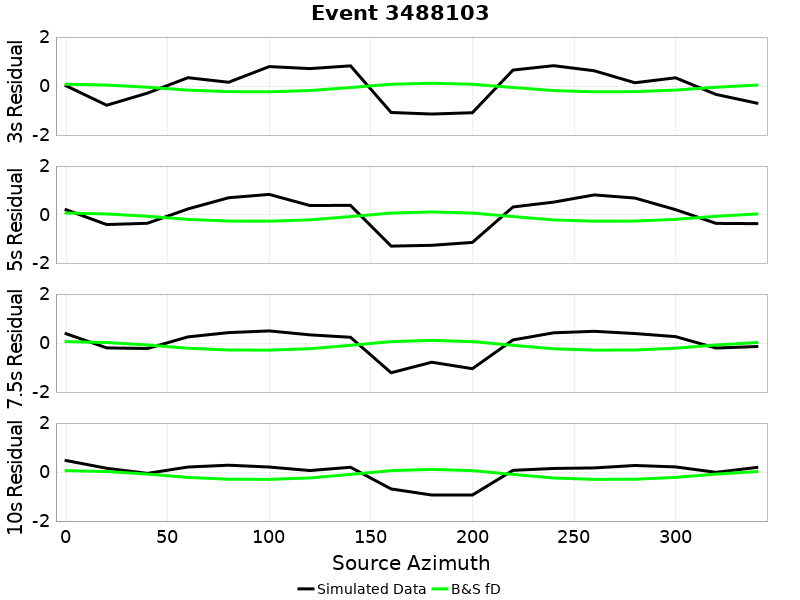 Event 3488103
3s Residual
2
0
-2
5s Residual
2
0
-2
7.5s Residual
2
0
-2
10s Residual
2
0
-2
0 50 100 150 200 250 300
Source Azimuth
Simulated Data B&S fD